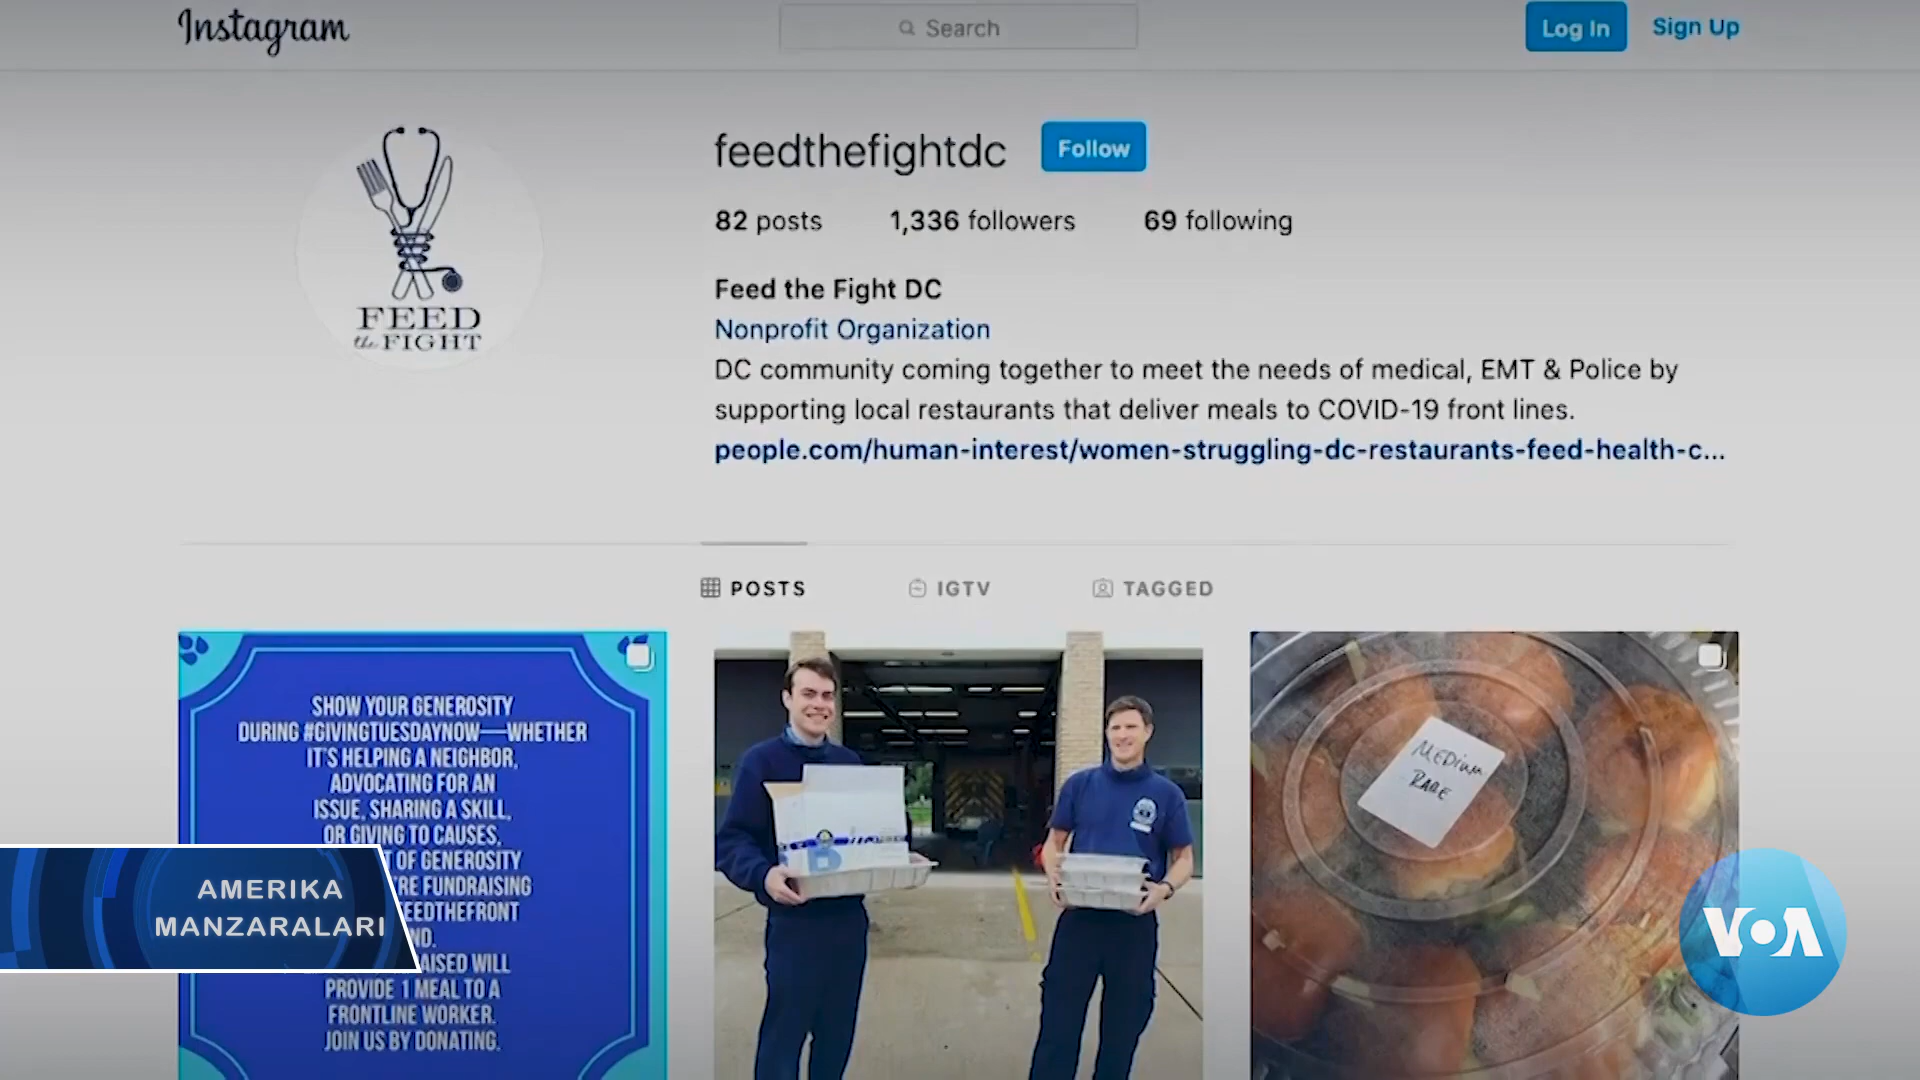 Instagram
Search
Log In
Sign Up
feedthefightdc
Follow
82 posts
1,336 followers
69 following
FEED
the FIGHT
Feed the Fight DC
Nonprofit Organization
DC community coming together to meet the needs of medical, EMT & Police by
supporting local restaurants that deliver meals to COVID-19 front lines.
people.com/human-interest/women-struggling-dc-restaurants-feed-health-c...
POSTS
IGTV
TAGGED
SHOW YOUR GENEROSITY
DURING #GIVINGTUESDAYNOW—WHETHER
IT'S HELPING A NEIGHBOR,
ADVOCATING FOR AN
ISSUE, SHARING A SKILL,
OR GIVING TO CAUSES,
OF GENEROSITY
FUNDRAISING
WILL
PROVIDE 1 MEAL TO A
FRONTLINE WORKER.
JOIN US BY DONATING.
MEDIUM
RARE
AMERIKA
MANZARALARI
VOA